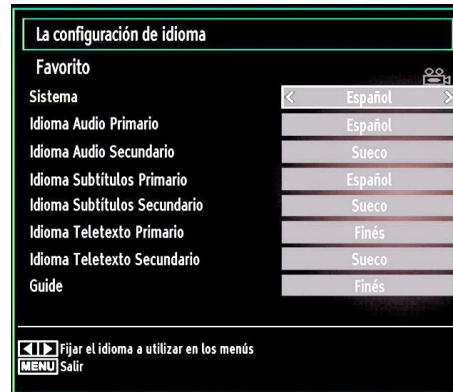 La configuración de idioma
Favorito
Sistema Español
Idioma Audio Primario Español
Idioma Audio Secundario Sueco
Idioma Subtítulos Primario Español
Idioma Subtítulos Secundario Sueco
Idioma Teletexto Primario Finés
Idioma Teletexto Secundario Sueco
Guide Finés
Fijar el idioma a utilizar en los menús
MENU Salir